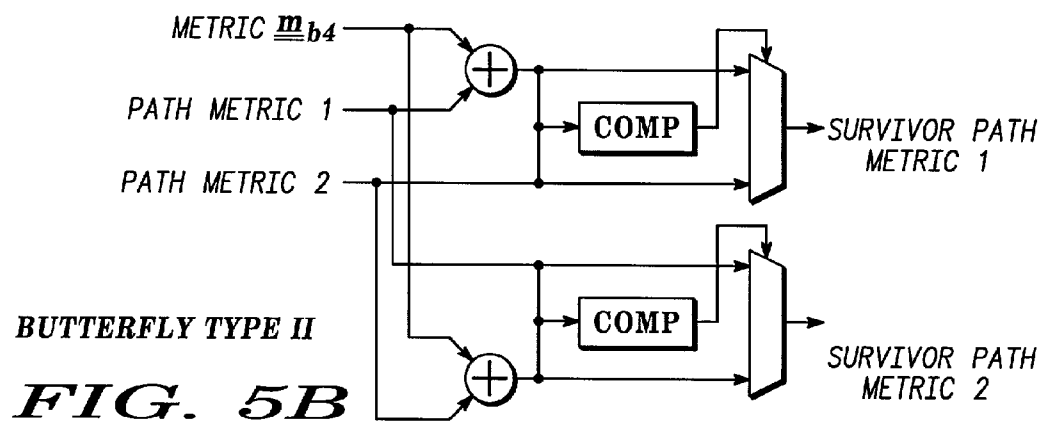 METRIC m_b4
PATH METRIC 1
COMP
SURVIVOR PATH
METRIC 1
PATH METRIC 2
COMP
BUTTERFLY TYPE II
SURVIVOR PATH
METRIC 2
FIG. 5B